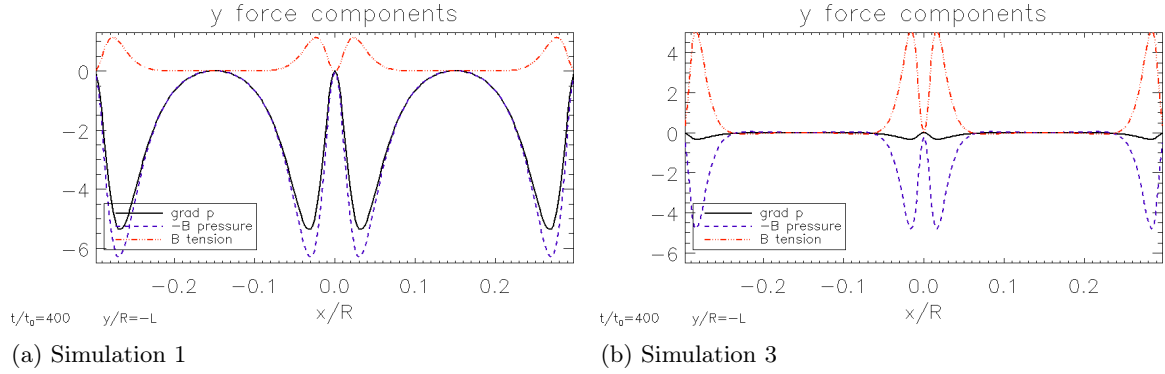 y force components
0
−2
−4
−6
grad p
−B pressure
B tension
−0.2 −0.1 0.0 0.1 0.2
x/R
t/t₀=400 y/R=−L
(a) Simulation 1
y force components
4
2
0
−2
−4
−6
grad p
−B pressure
B tension
−0.2 −0.1 0.0 0.1 0.2
x/R
t/t₀=400 y/R=−L
(b) Simulation 3